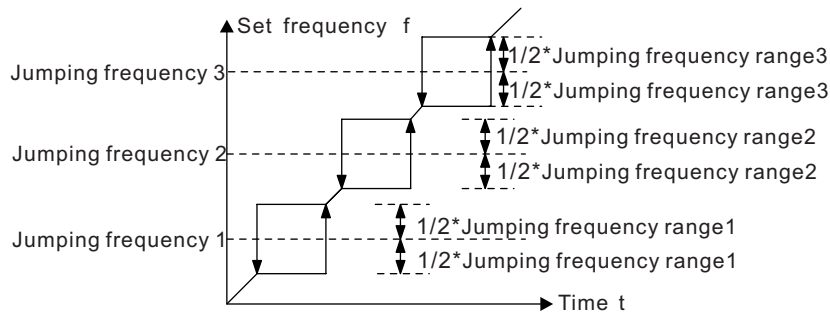 Set frequency f
1/2*Jumping frequency range3
Jumping frequency 3
1/2*Jumping frequency range3
1/2*Jumping frequency range2
Jumping frequency 2
1/2*Jumping frequency range2
1/2*Jumping frequency range1
Jumping frequency 1
1/2*Jumping frequency range1
Time t